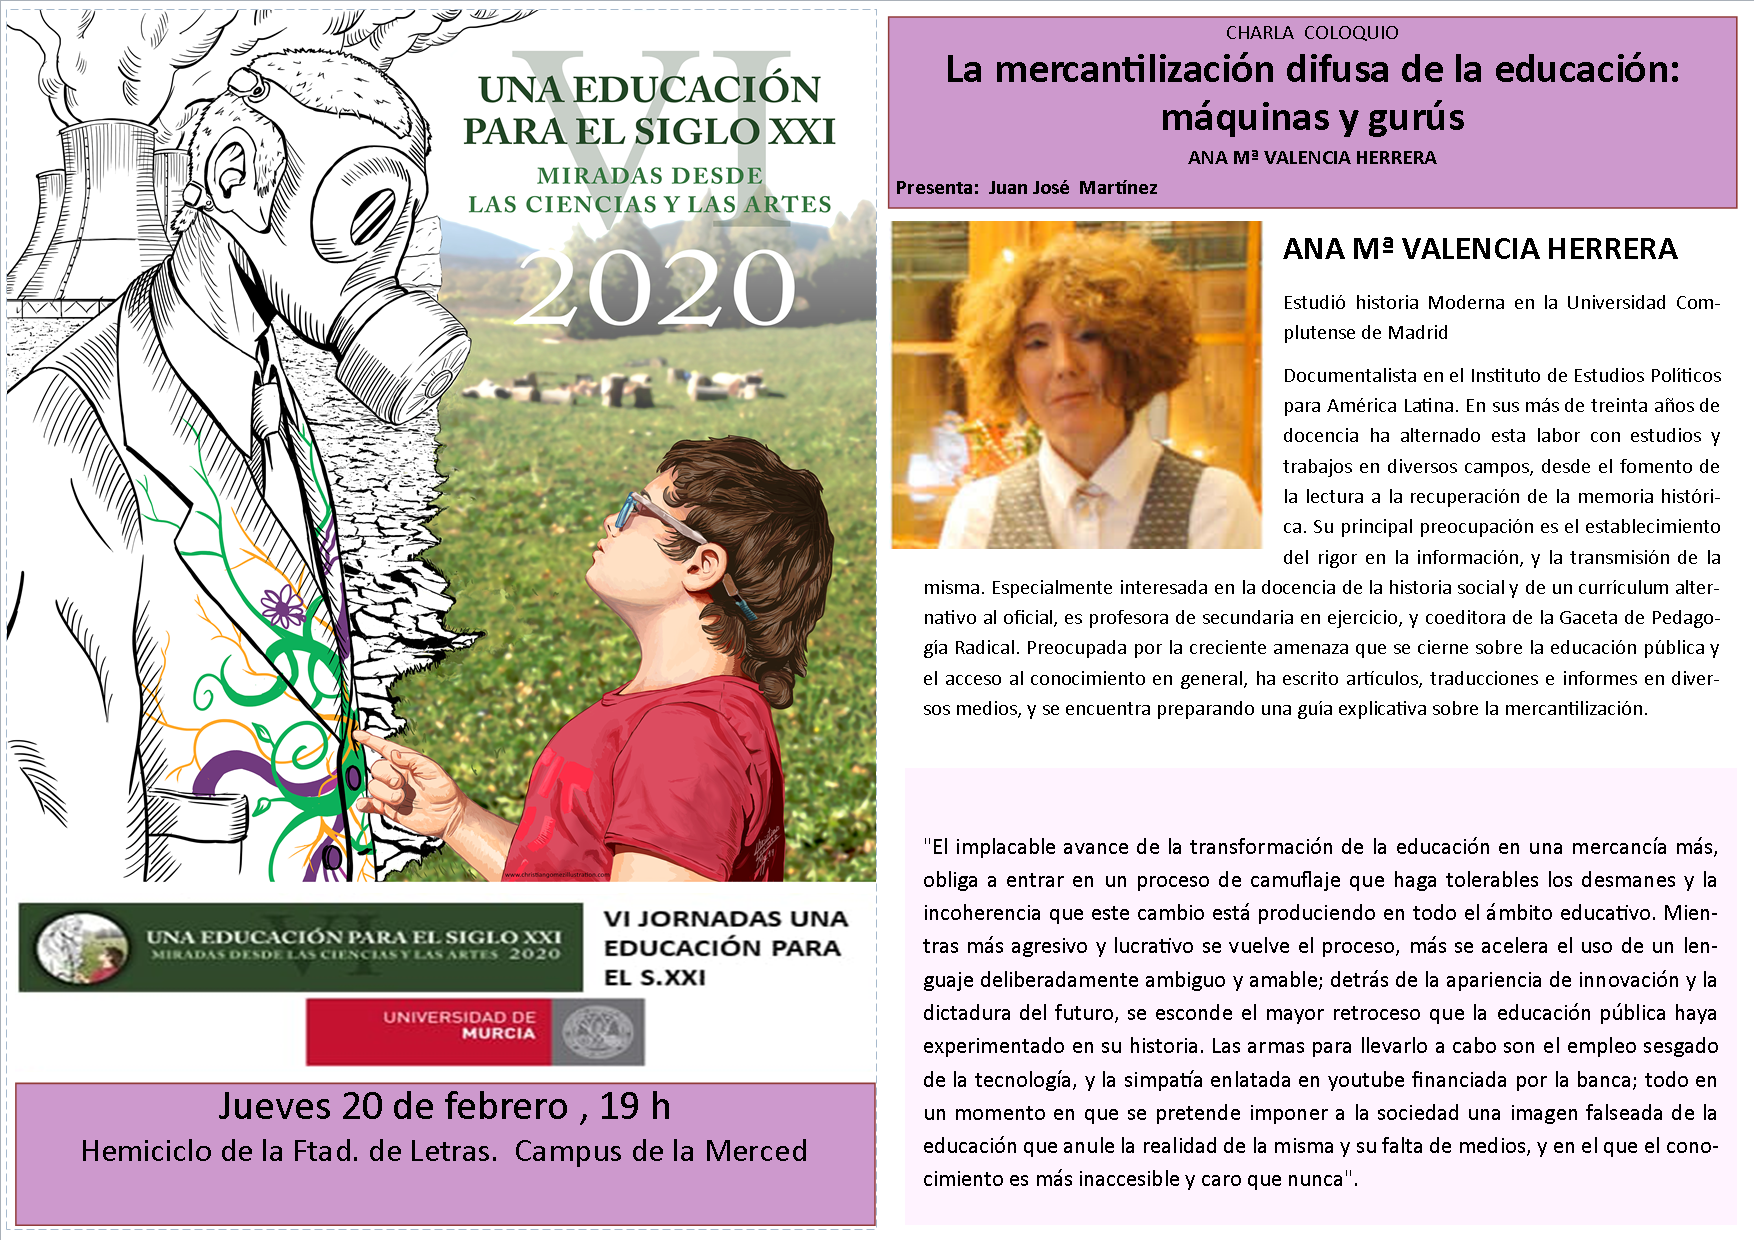 VI
UNA EDUCACIÓN
PARA EL SIGLO XXI
MIRADAS DESDE
LAS CIENCIAS Y LAS ARTES
2020
www.christiangomerillustration.com
UNA EDUCACIÓN PARA EL SIGLO XXI
MIRADAS DESDE LAS CIENCIAS Y LAS ARTES 2020
VI JORNADAS UNA
EDUCACIÓN PARA
EL S.XXI
UNIVERSIDAD DE
MURCIA
Jueves 20 de febrero , 19 h
Hemiciclo de la Ftad. de Letras. Campus de la Merced
CHARLA COLOQUIO
La mercantilización difusa de la educación:
máquinas y gurús
ANA Mª VALENCIA HERRERA
Presenta: Juan José Martínez
ANA Mª VALENCIA HERRERA
Estudió historia Moderna en la Universidad Com-
plutense de Madrid
Documentalista en el Instituto de Estudios Políticos
para América Latina. En sus más de treinta años de
docencia ha alternado esta labor con estudios y
trabajos en diversos campos, desde el fomento de
la lectura a la recuperación de la memoria históri-
ca. Su principal preocupación es el establecimiento
del rigor en la información, y la transmisión de la
misma. Especialmente interesada en la docencia de la historia social y de un currículum alter-
nativo al oficial, es profesora de secundaria en ejercicio, y coeditora de la Gaceta de Pedago-
gía Radical. Preocupada por la creciente amenaza que se cierne sobre la educación pública y
el acceso al conocimiento en general, ha escrito artículos, traducciones e informes en diver-
sos medios, y se encuentra preparando una guía explicativa sobre la mercantilización.
"El implacable avance de la transformación de la educación en una mercancía más,
obliga a entrar en un proceso de camuflaje que haga tolerables los desmanes y la
incoherencia que este cambio está produciendo en todo el ámbito educativo. Mien-
tras más agresivo y lucrativo se vuelve el proceso, más se acelera el uso de un len-
guaje deliberadamente ambiguo y amable; detrás de la apariencia de innovación y la
dictadura del futuro, se esconde el mayor retroceso que la educación pública haya
experimentado en su historia. Las armas para llevarlo a cabo son el empleo sesgado
de la tecnología, y la simpatía enlatada en youtube financiada por la banca; todo en
un momento en que se pretende imponer a la sociedad una imagen falseada de la
educación que anule la realidad de la misma y su falta de medios, y en el que el cono-
cimiento es más inaccesible y caro que nunca".